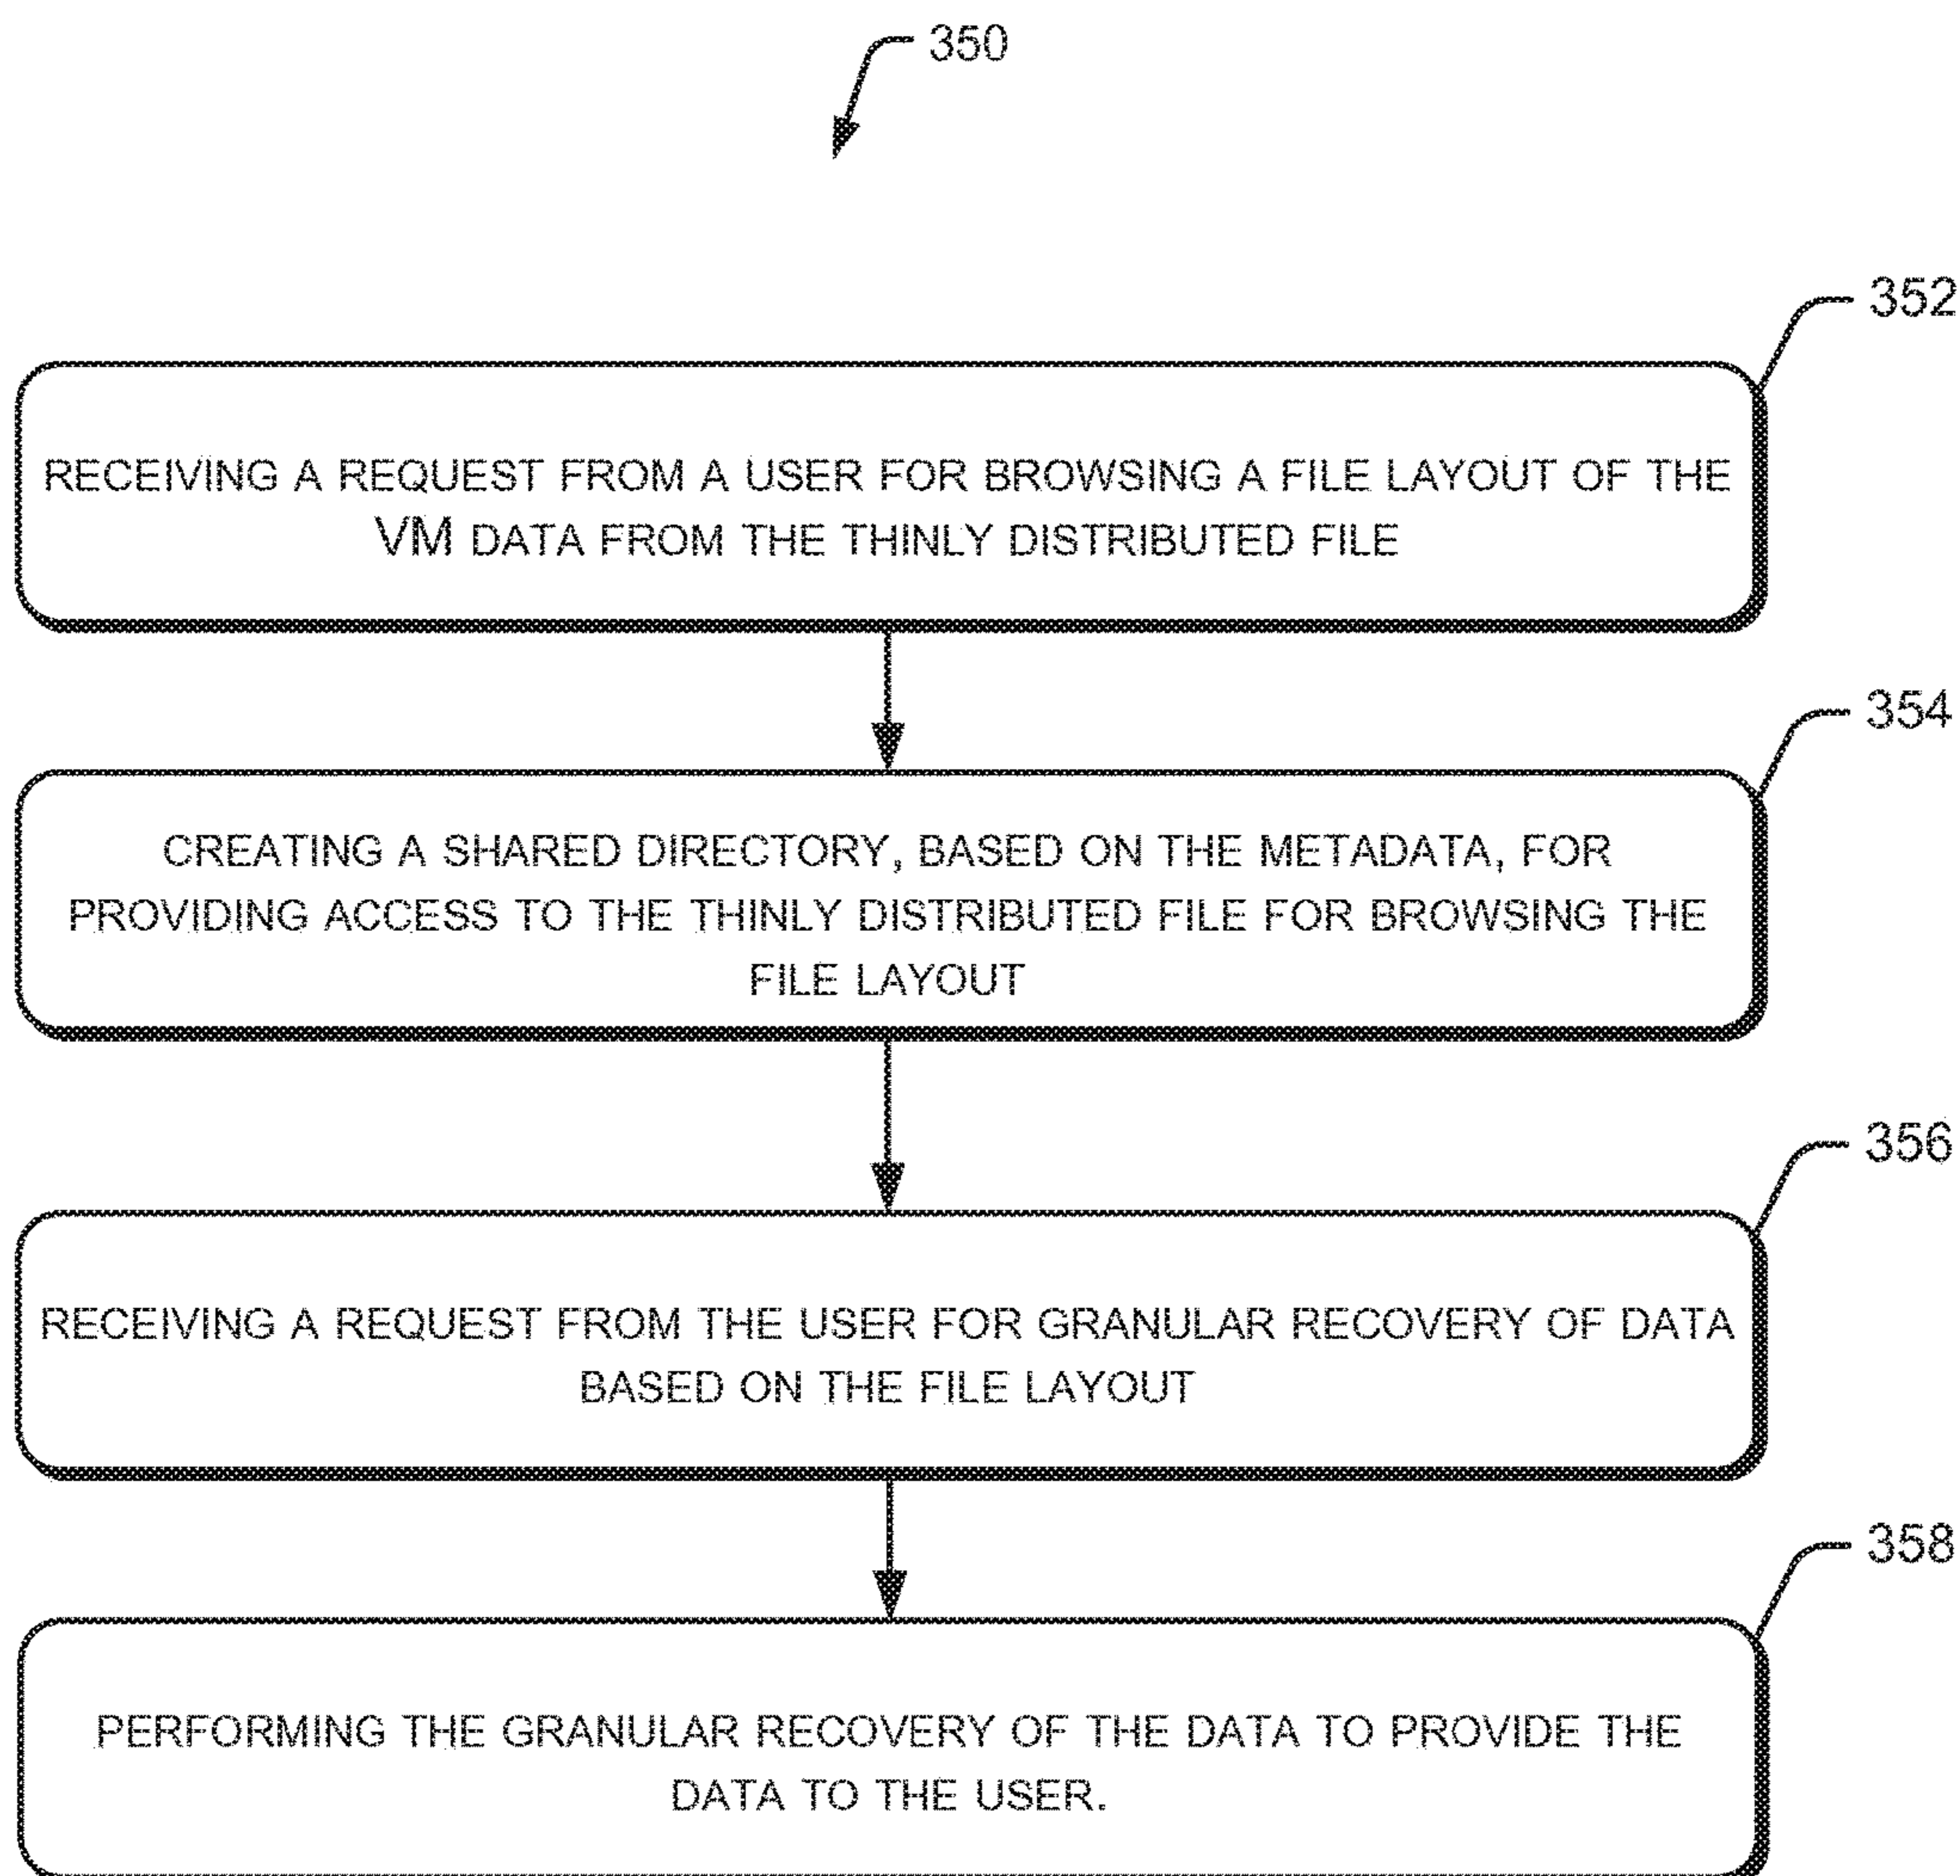 350
352
RECEIVING A REQUEST FROM A USER FOR BROWSING A FILE LAYOUT OF THE
VM DATA FROM THE THINLY DISTRIBUTED FILE
354
CREATING A SHARED DIRECTORY, BASED ON THE METADATA, FOR
PROVIDING ACCESS TO THE THINLY DISTRIBUTED FILE FOR BROWSING THE
FILE LAYOUT
356
RECEIVING A REQUEST FROM THE USER FOR GRANULAR RECOVERY OF DATA
BASED ON THE FILE LAYOUT
358
PERFORMING THE GRANULAR RECOVERY OF THE DATA TO PROVIDE THE
DATA TO THE USER.